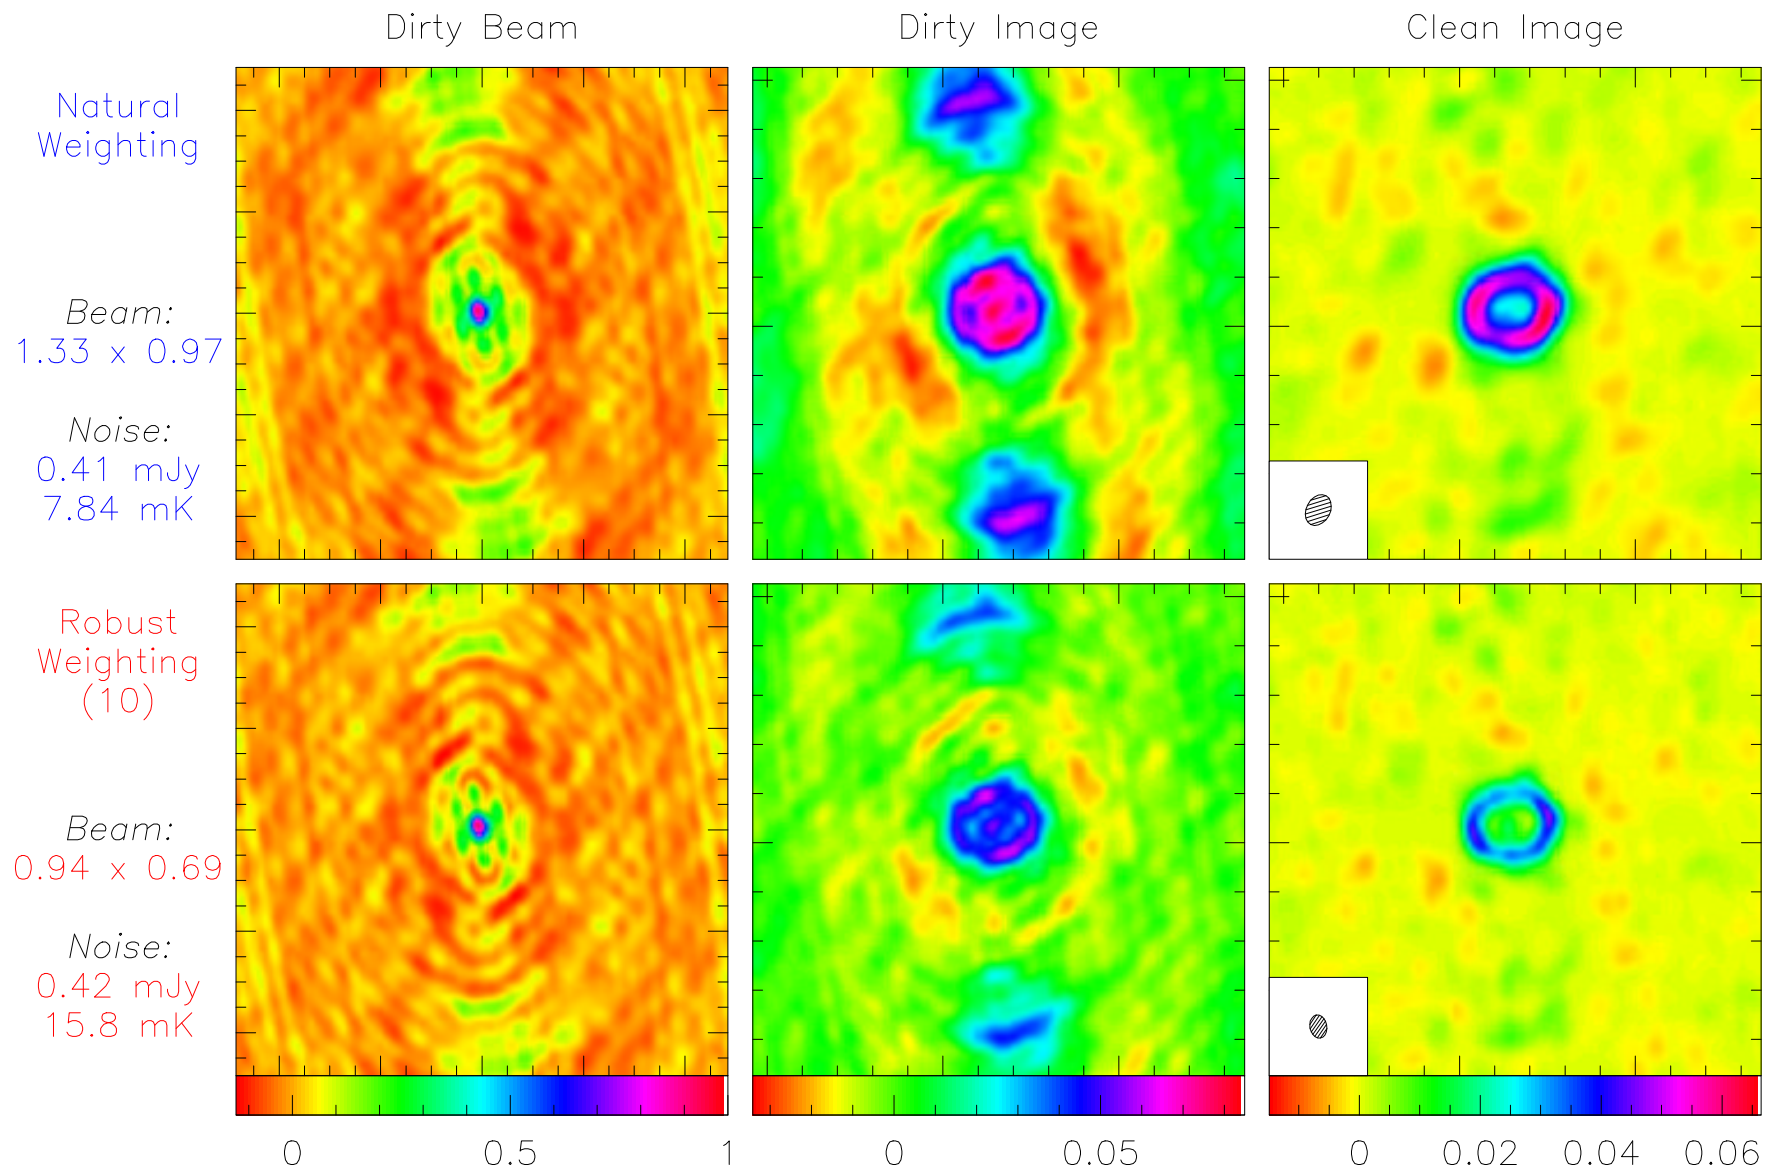 Dirty Beam
Dirty Image
Clean Image
Natural
Weighting
Beam:
1.33 x 0.97
Noise:
0.41 mJy
7.84 mK
Robust
Weighting
(10)
Beam:
0.94 x 0.69
Noise:
0.42 mJy
15.8 mK
0 0.5 1
0 0.05
0 0.02 0.04 0.06